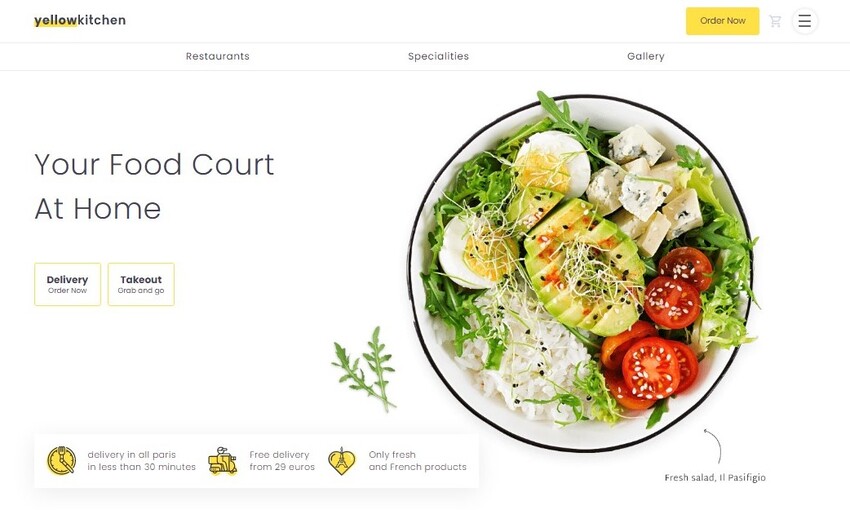 yellowkitchen
Order Now
Restaurants
Specialities
Gallery
Your Food Court
At Home
Delivery
Order Now
Takeout
Grab and go
delivery in all paris
in less than 30 minutes
Free delivery
from 29 euros
Only fresh
and French products
Fresh salad, Il Pasifigio